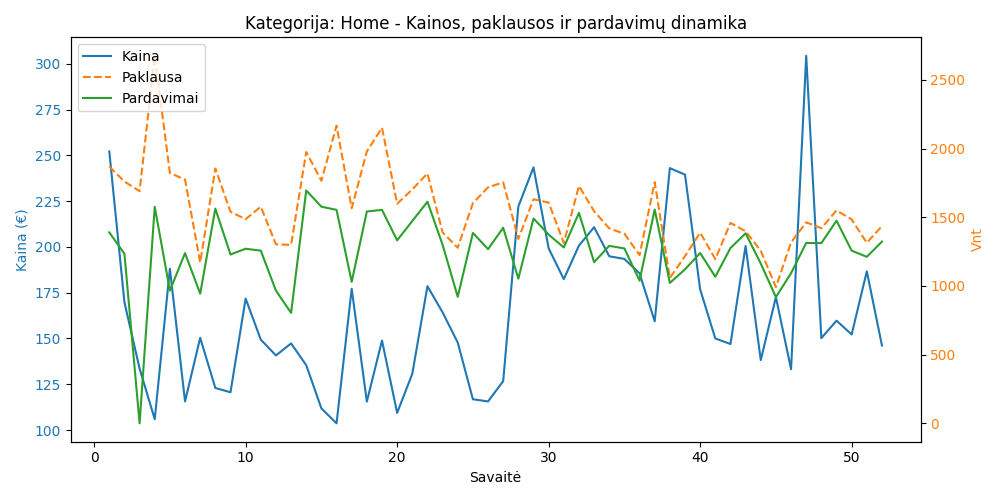 Kategorija: Home - Kainos, paklausos ir pardavimų dinamika
Kaina
Paklausa
Pardavimai
Kaina (€)
300
275
250
225
200
175
150
125
100
2500
2000
1500
1000
500
0
Vnt
0 10 20 30 40 50
Savaitė